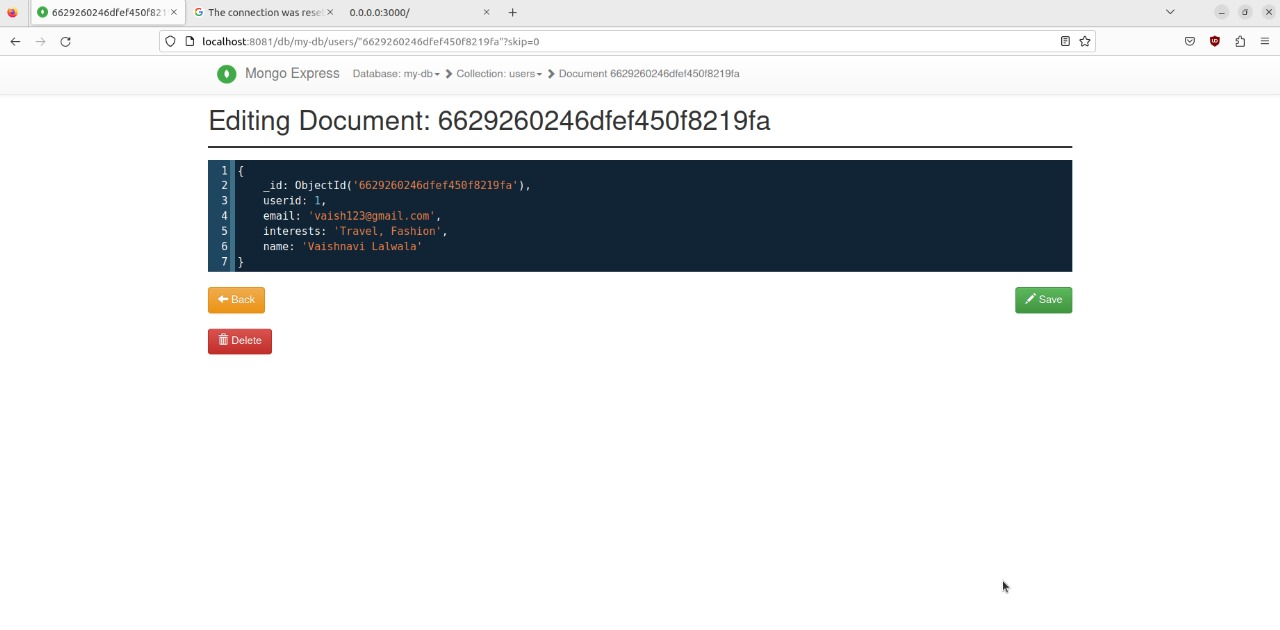 6629260246dfef450f821
The connection was rese
0.0.0.0:3000/
localhost:8081/db/my-db/users/"6629260246dfef450f8219fa"?skip=0
Mongo Express Database: my-db Collection: users Document 6629260246dfef450f8219fa
Editing Document: 6629260246dfef450f8219fa
1 {
2 _id: ObjectId('6629260246dfef450f8219fa'),
3 userid: 1,
4 email: 'vaish123@gmail.com',
5 interests: 'Travel, Fashion',
6 name: 'Vaishnavi Lalwala'
7 }
Back
Save
Delete